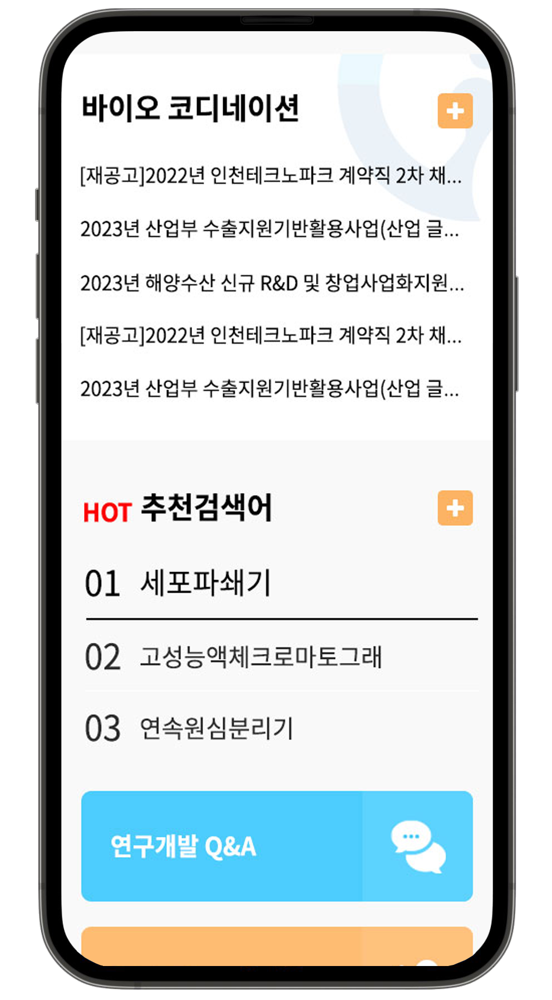 바이오 코디네이션
[재공고]2022년 인천테크노파크 계약직 2차 채...
2023년 산업부 수출지원기반활용사업(산업 글...
2023년 해양수산 신규 R&D 및 창업사업화지원...
[재공고]2022년 인천테크노파크 계약직 2차 채...
2023년 산업부 수출지원기반활용사업(산업 글...
HOT 추천검색어
01 세포파쇄기
02 고성능액체크로마토그래
03 연속원심분리기
연구개발 Q&A